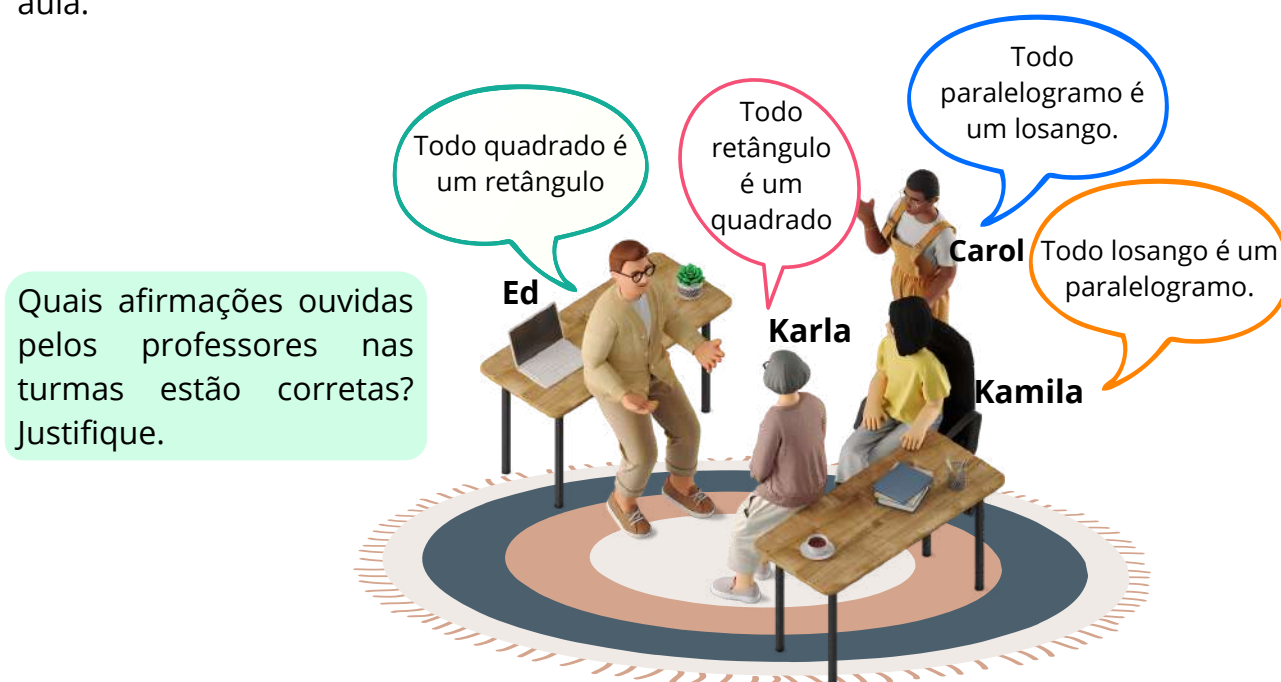 aula.
Todo quadrado é
um retângulo
Todo
retângulo
é um
quadrado
Todo
paralelogramo é
um losango.
Todo losango é um
paralelogramo.
Ed
Karla
Carol
Kamila
Quais afirmações ouvidas
pelos professores nas
turmas estão corretas?
Justifique.